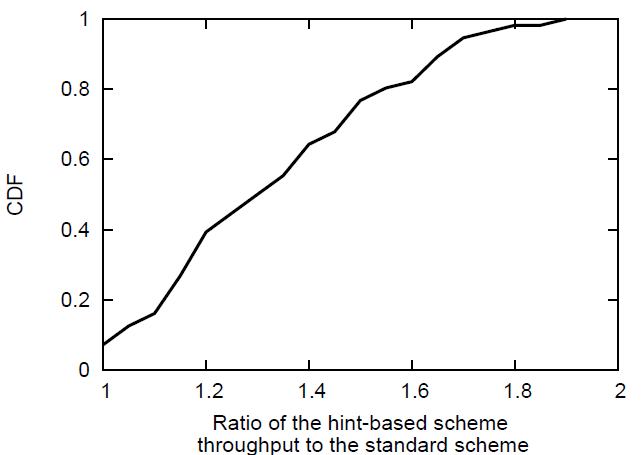 1
0.8
0.6
0.4
0.2
0
CDF
1 1.2 1.4 1.6 1.8 2
Ratio of the hint-based scheme
throughput to the standard scheme